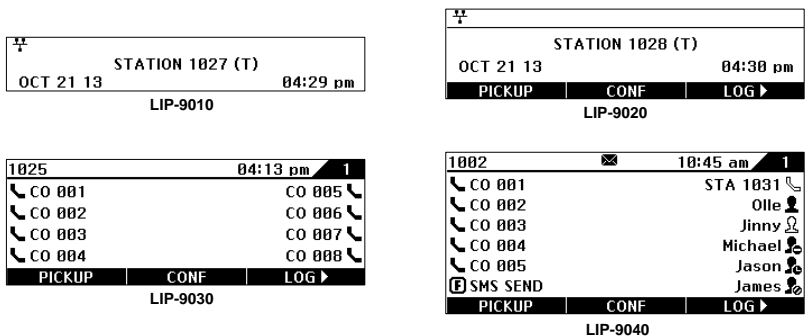 STATION 1027 (T)
OCT 21 13 04:29 pm
LIP-9010
STATION 1028 (T)
OCT 21 13 04:30 pm
PICKUP CONF LOG
LIP-9020
1025 04:13 pm 1
CO 001 CO 005
CO 002 CO 006
CO 003 CO 007
CO 004 CO 008
PICKUP CONF LOG
LIP-9030
1002 10:45 am 1
CO 001 STA 1031
CO 002 Olle
CO 003 Jinny
CO 004 Michael
CO 005 Jason
F SMS SEND James
PICKUP CONF LOG
LIP-9040